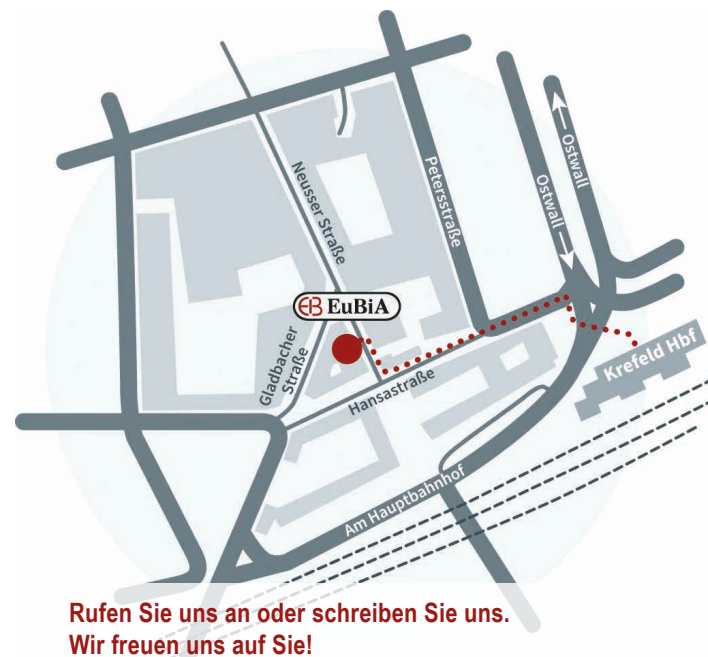 Ostwall
Ostwall
Petersstraße
Neusser Straße
EB EuBiA
Gladbacher
Straße
Hansastraße
Krefeld Hbf
Am Hauptbahnhof
Rufen Sie uns an oder schreiben Sie uns.
Wir freuen uns auf Sie!